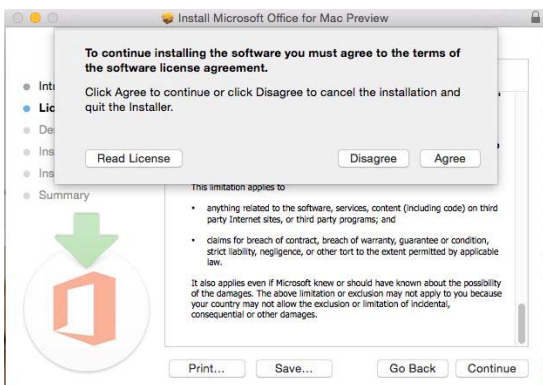 Install Microsoft Office for Mac Preview
To continue installing the software you must agree to the terms of
the software license agreement.
Click Agree to continue or click Disagree to cancel the installation and
quit the Installer.
Read License
Disagree
Agree
Summary
This limitation applies to
• anything related to the software, services, content (including code) on third
party Internet sites, or third party programs; and
• claims for breach of contract, breach of warranty, guarantee or condition,
strict liability, negligence, or other tort to the extent permitted by applicable
law.
It also applies even if Microsoft knew or should have known about the possibility
of the damages. The above limitation or exclusion may not apply to you because
your country may not allow the exclusion or limitation of incidental,
consequential or other damages.
Print...
Save...
Go Back
Continue